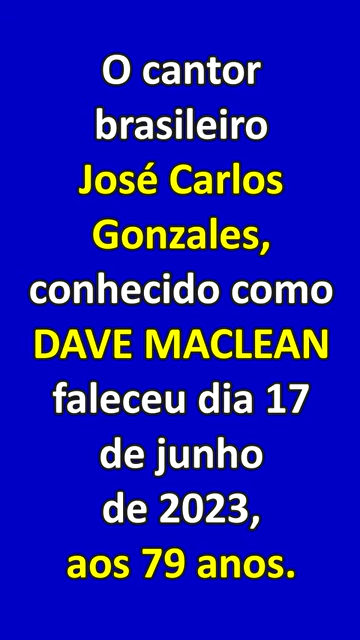 O cantor
brasileiro
José Carlos
Gonzales,
conhecido como
DAVE MACLEAN
faleceu dia 17
de junho
de 2023,
aos 79 anos.